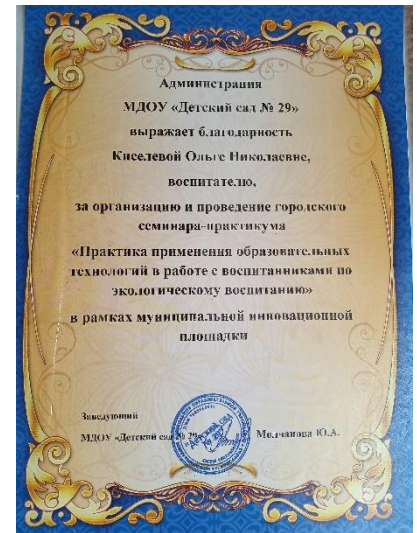 Администрация
МДОУ «Детский сад № 29»
выражает благодарность
Киселевой Ольге Николаевне,
воспитателю,
за организацию и проведение городского
семинара-практикума
«Практика применения образовательных
технологий в работе с воспитанниками по
экологическому воспитанию»
в рамках муниципальной инновационной
площадки
Заведующий
МДОУ «Детский сад № 29» Молчанова Ю.А.